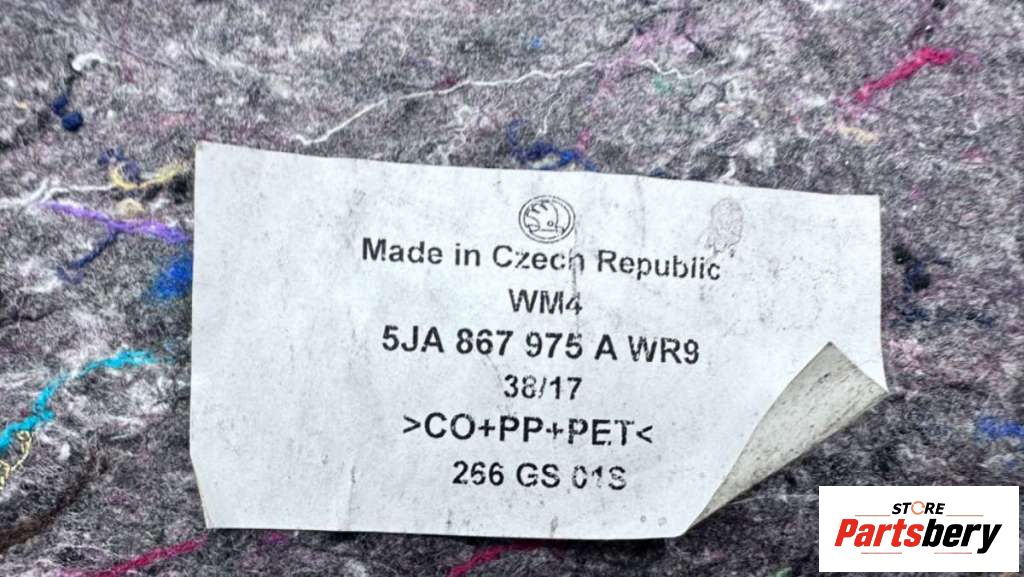 Made in Czech Republic
WM4
5JA 867 975 A WR9
38/17
>CO+PP+PET<
266 GS 01S
STORE
Partsbery